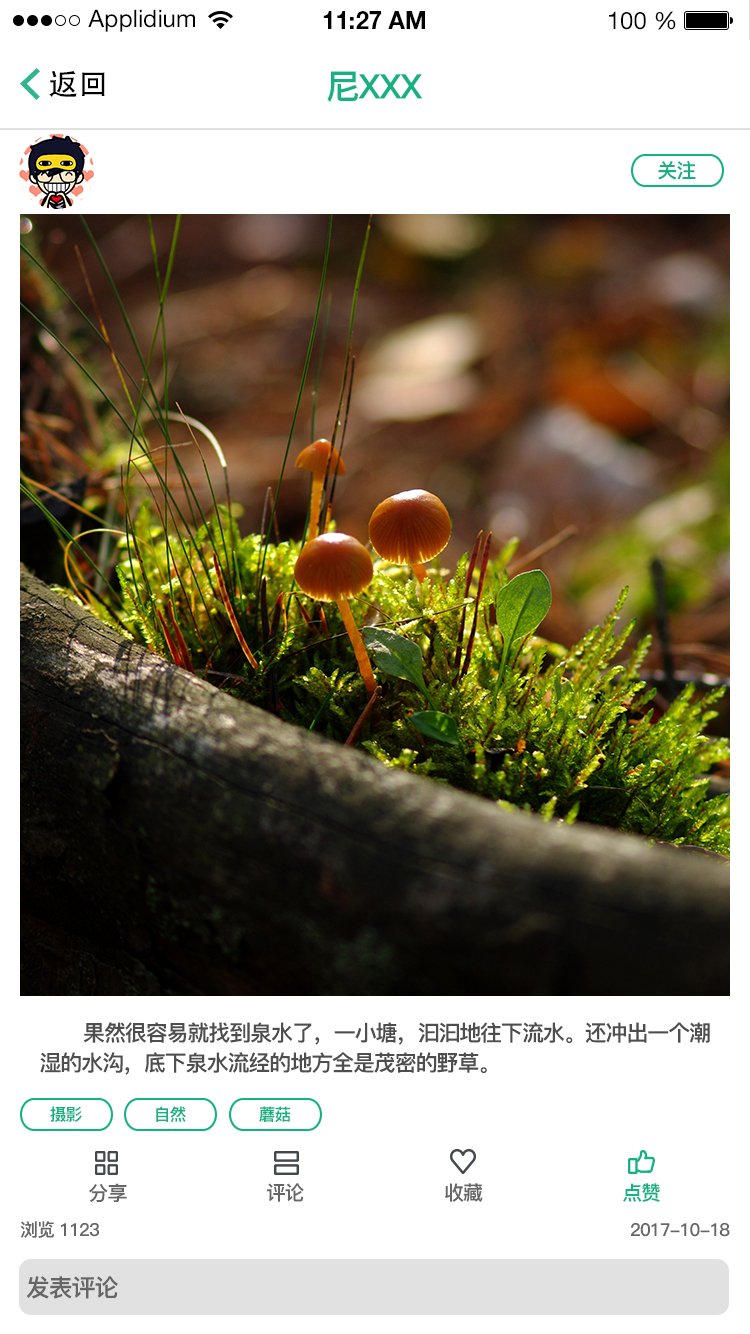 Applidium 11:27 AM 100 %
返回 尼XXX
关注
果然很容易就找到泉水了，一小塘，汩汩地往下流水。还冲出一个潮
湿的水沟，底下泉水流经的地方全是茂密的野草。
摄影 自然 蘑菇
分享 评论 收藏 点赞
浏览 1123 2017-10-18
发表评论